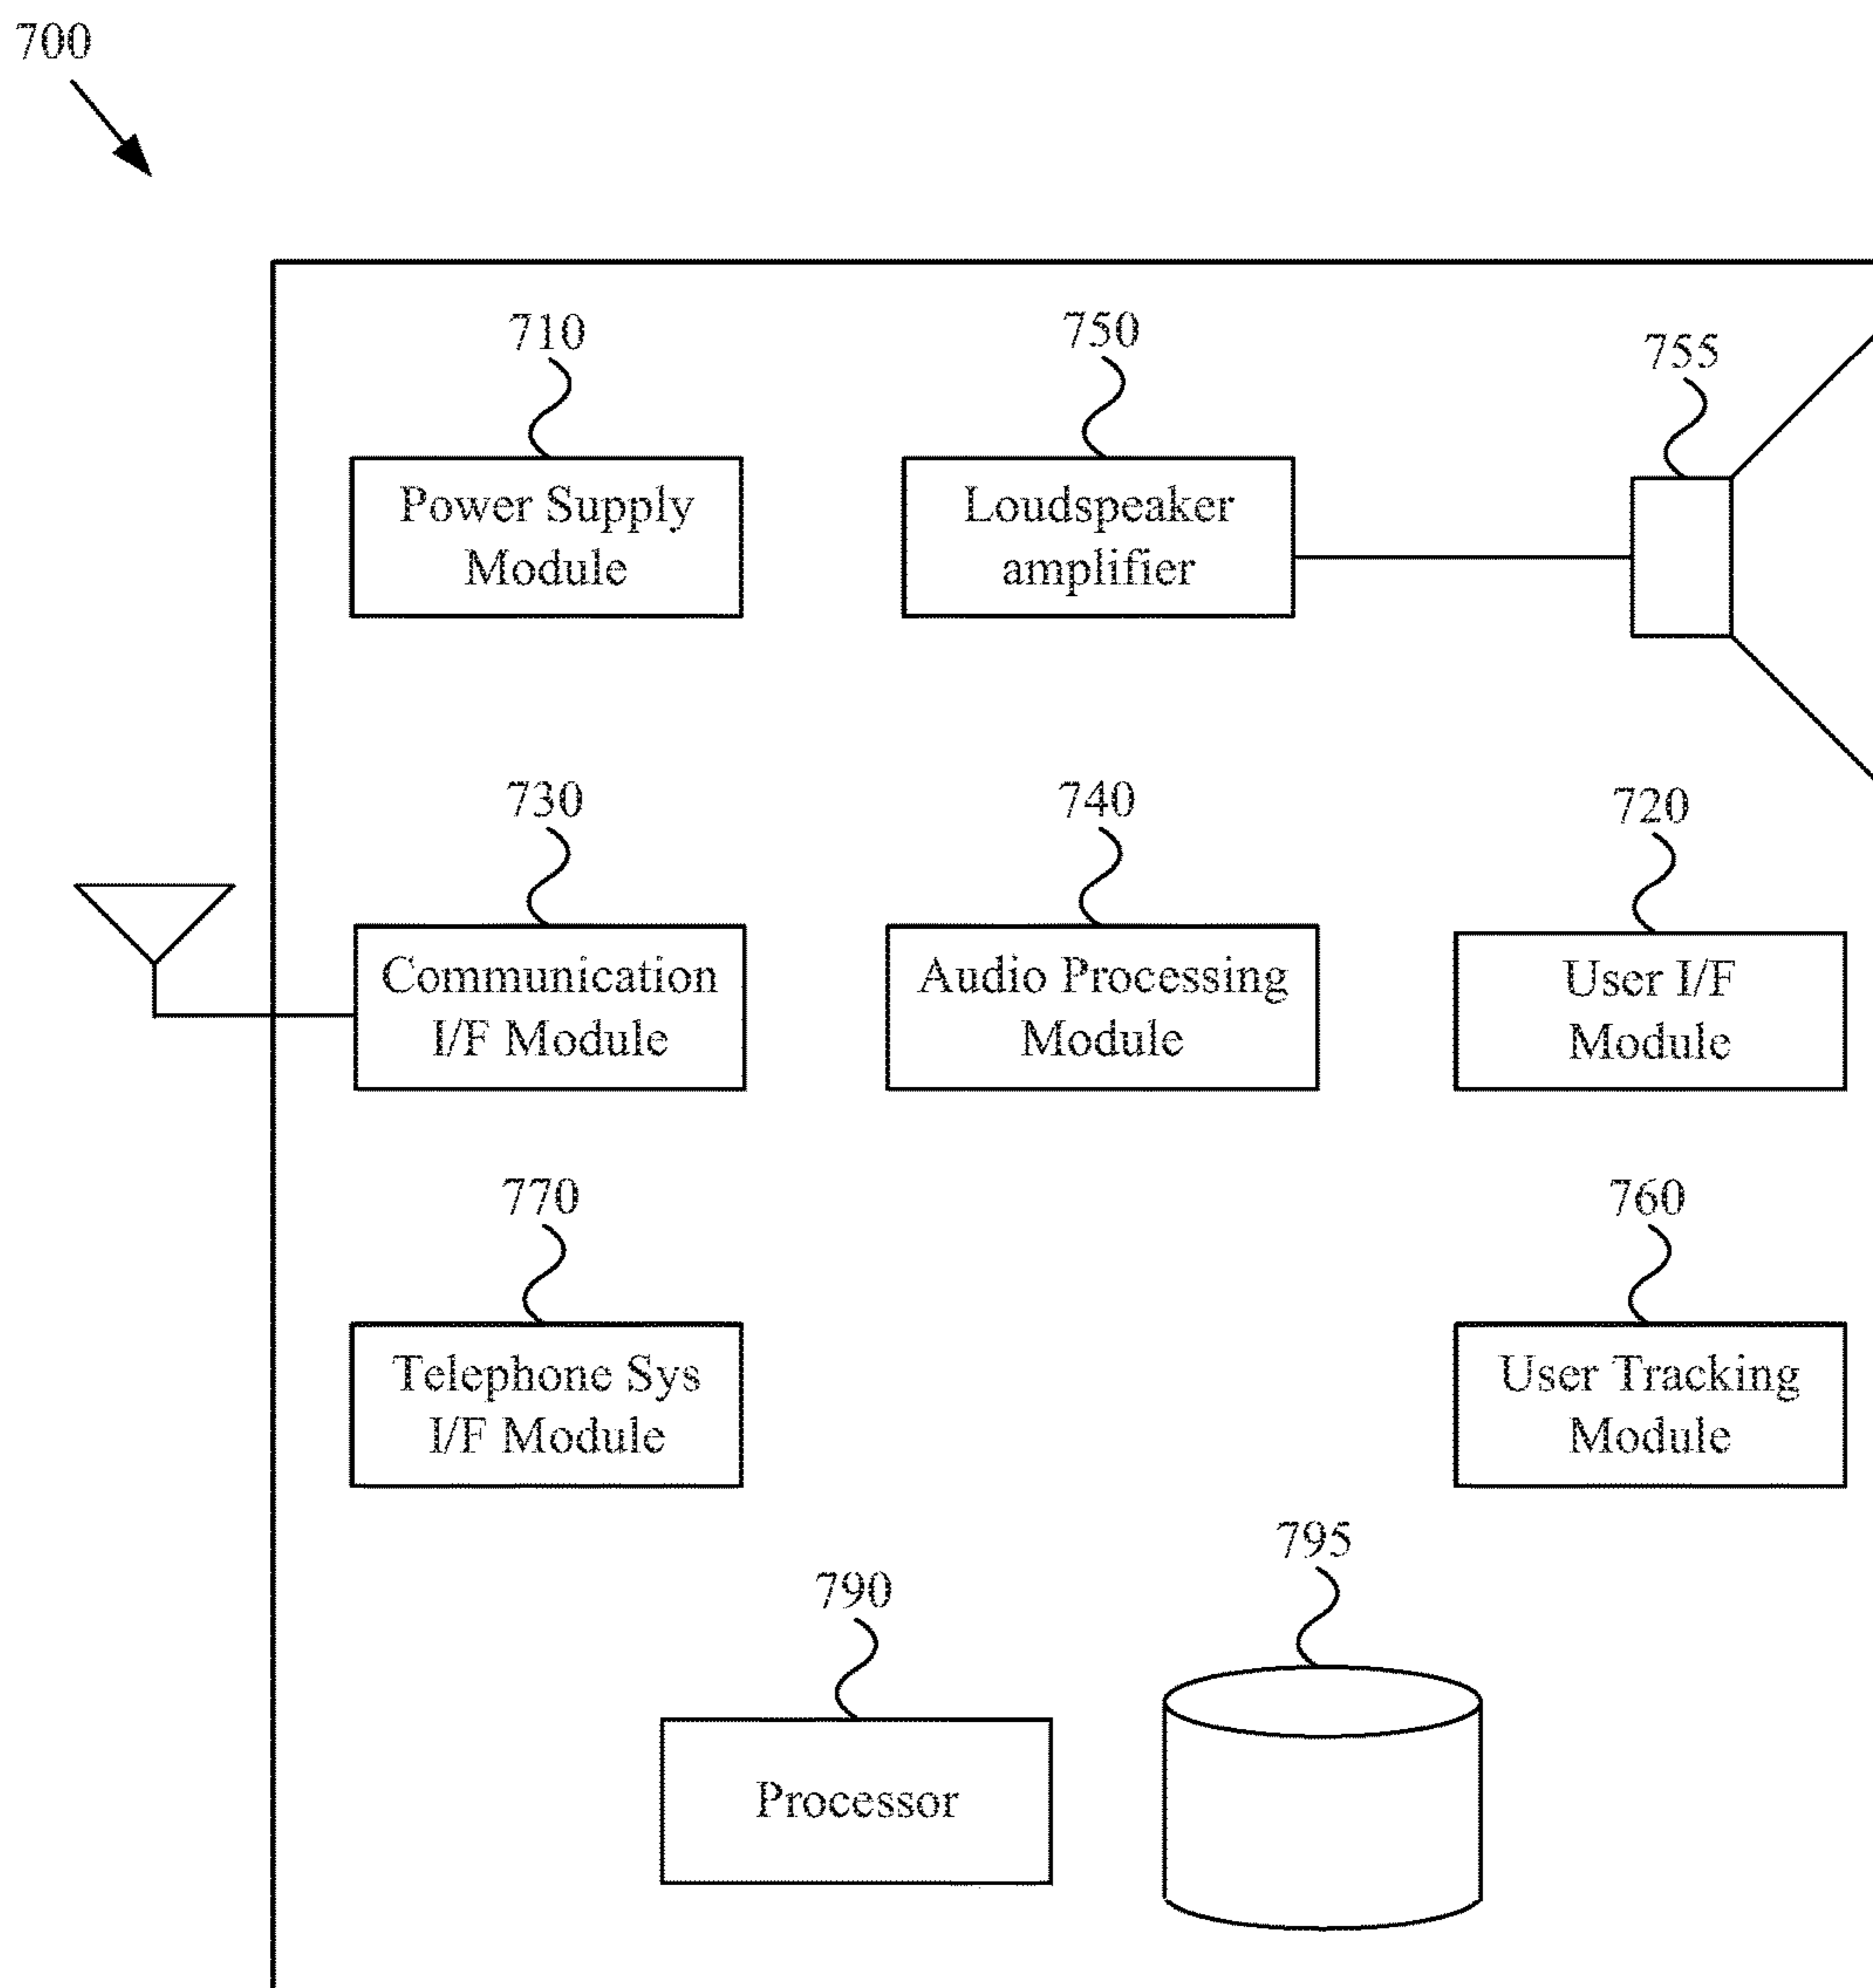 700
710
750
755
Power Supply
Module
Loudspeaker
amplifier
730
740
720
Communication
I/F Module
Audio Processing
Module
User I/F
Module
770
760
Telephone Sys
I/F Module
User Tracking
Module
790
795
Processor